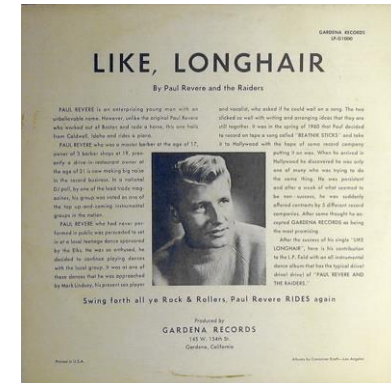 GARDENA RECORDS
LP-G1000
LIKE, LONGHAIR
By Paul Revere and the Raiders
PAUL REVERE is an enterprising young man with an
unbelievable name. However, unlike the original Paul Revere
who worked out of Boston and rode a horse, this one hails
from Caldwell, Idaho and rides a piano.
PAUL REVERE who was a master barber at the age of 17,
owner of 3 barber shops at 19, pres-
ently a drive-in restaurant owner at
the age of 21 is now making big noise
in the record business. In a national
DJ poll, by one of the lead trade mag-
azines, his group was voted as one of
the top up-and-coming instrumental
groups in the nation.
PAUL REVERE who had never per-
formed in public was persuaded to set
in at a local teenage dance sponsored
by the Elks. He was so enthused, he
decided to continue playing dances
with the local group. It was at one of
these dances that he was approached
by Mark Lindsay, his present sax player
and vocalist, who asked if he could wail on a song. The two
clicked so well with writing and arranging ideas that they are
still together. It was in the spring of 1960 that Paul decided
to record on tape a song called "BEATNIK STICKS" and take
it to Hollywood with the hope of some record company
putting it on wax. When he arrived in
Hollywood he discovered he was only
one of many who was trying to do
the same thing. He was persistent
and after a week of what seemed to
be non-success, he was suddenly
offered contracts by 5 different record
companies. After some thought he ac-
cepted GARDENA RECORDS as being
the most promising.
After the success of his single "LIKE
LONGHAIR", here is his contribution
to the L.P. Field with an all instrumental
dance album that has the typical drive!
drive! drive! of "PAUL REVERE AND
THE RAIDERS."
Swing forth all ye Rock & Rollers, Paul Revere RIDES again
Produced by
GARDENA RECORDS
145 W. 154th St.
Gardena, California
Printed in U.S.A.
Albums by Container Kraft—Los Angeles